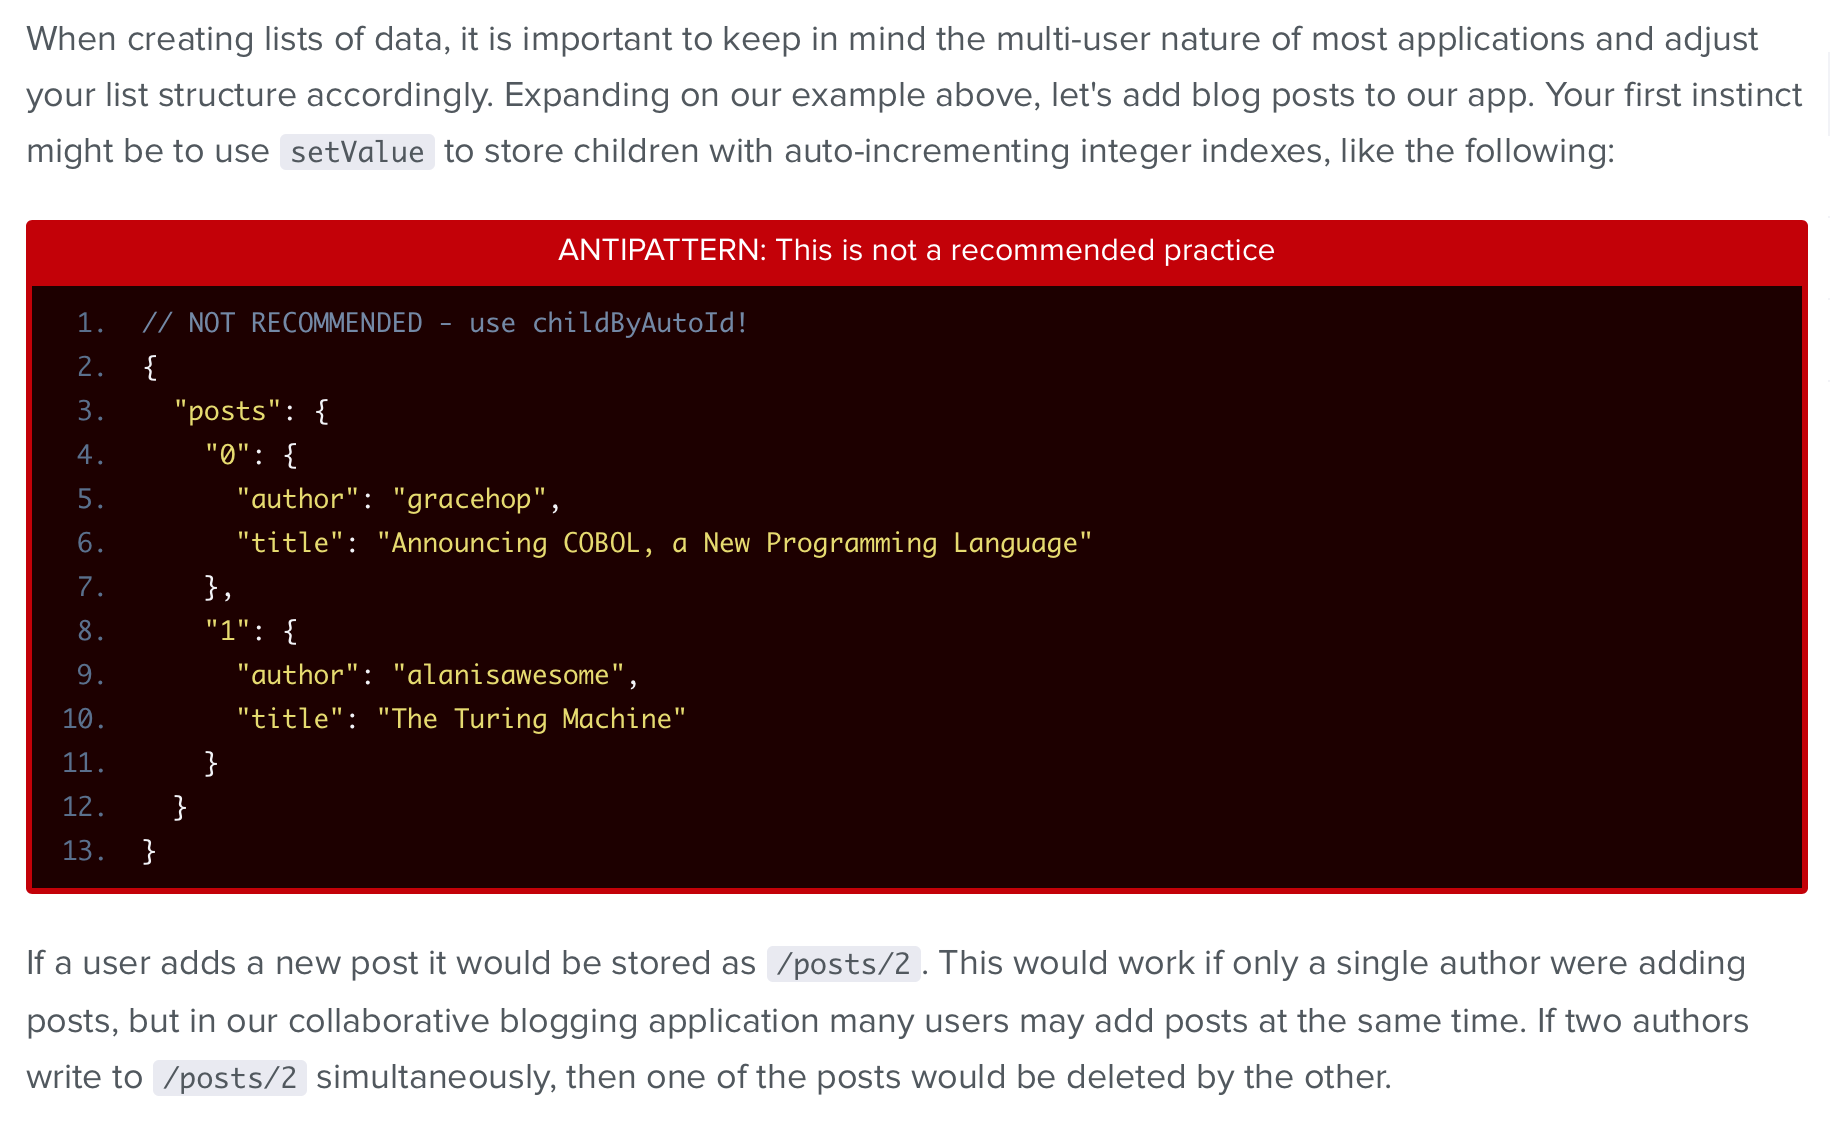 When creating lists of data, it is important to keep in mind the multi-user nature of most applications and adjust
your list structure accordingly. Expanding on our example above, let's add blog posts to our app. Your first instinct
might be to use setValue to store children with auto-incrementing integer indexes, like the following:
ANTIPATTERN: This is not a recommended practice
1. // NOT RECOMMENDED - use childByAutoId!
2. {
3.   "posts": {
4.     "0": {
5.       "author": "gracehop",
6.       "title": "Announcing COBOL, a New Programming Language"
7.     },
8.     "1": {
9.       "author": "alanisawesome",
10.       "title": "The Turing Machine"
11.     }
12.   }
13. }
If a user adds a new post it would be stored as /posts/2. This would work if only a single author were adding
posts, but in our collaborative blogging application many users may add posts at the same time. If two authors
write to /posts/2 simultaneously, then one of the posts would be deleted by the other.